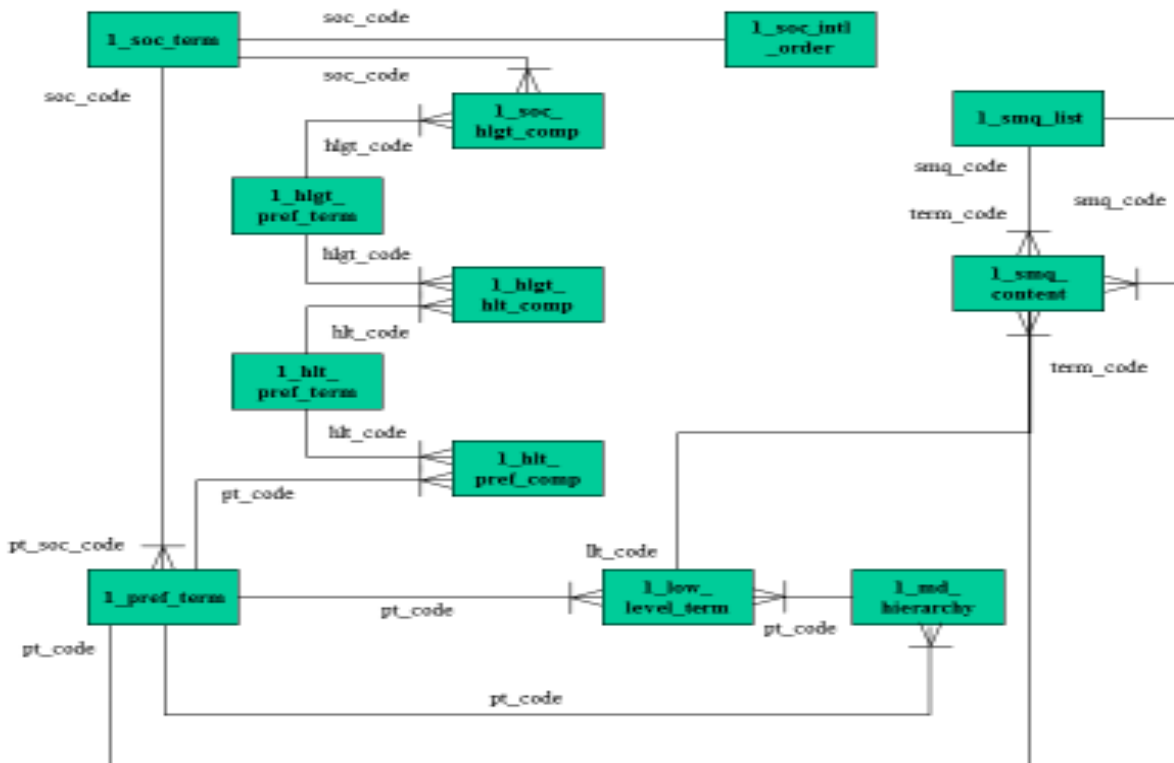 soc_code
1_soc_term
1_soc_intl
_order
soc_code
soc_code
1_soc_
hlgt_comp
1_smq_list
hlgt_code
smq_code
smq_code
1_hlgt_
pref_term
term_code
hlgt_code
1_hlgt_
hlt_comp
1_smq_
content
hlt_code
1_hlt_
pref_term
term_code
hlt_code
1_hlt_
pref_comp
pt_code
pt_soc_code
llt_code
1_pref_term
1_low_
level_term
1_md_
hierarchy
pt_code
pt_code
pt_code
pt_code